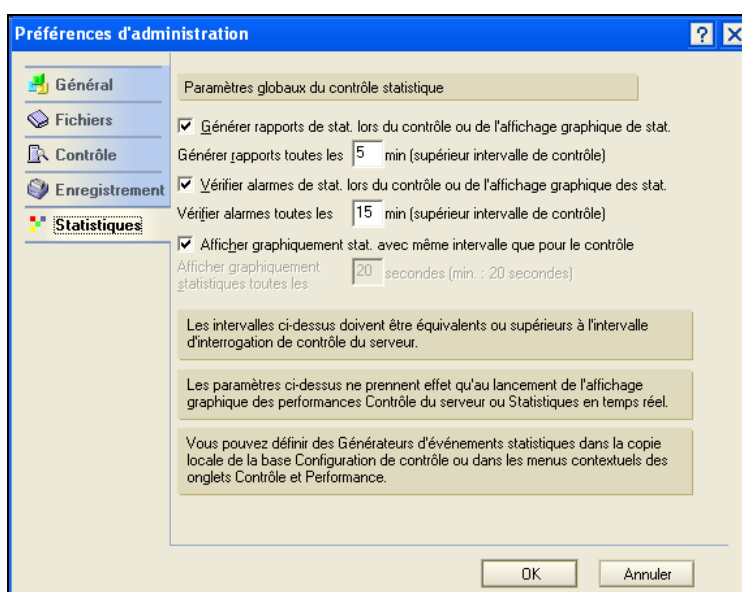 Préférences d'administration
Général
Fichiers
Contrôle
Enregistrement
Statistiques
Paramètres globaux du contrôle statistique
Générer rapports de stat. lors du contrôle ou de l'affichage graphique de stat.
Générer rapports toutes les 5 min (supérieur intervalle de contrôle)
Vérifier alarmes de stat. lors du contrôle ou de l'affichage graphique des stat.
Vérifier alarmes toutes les 15 min (supérieur intervalle de contrôle)
Afficher graphiquement stat. avec même intervalle que pour le contrôle
Afficher graphiquement
statistiques toutes les 20 secondes (min. : 20 secondes)
Les intervalles ci-dessus doivent être équivalents ou supérieurs à l'intervalle
d'interrogation de contrôle du serveur.
Les paramètres ci-dessus ne prennent effet qu'au lancement de l'affichage
graphique des performances Contrôle du serveur ou Statistiques en temps réel.
Vous pouvez définir des Générateurs d'événements statistiques dans la copie
locale de la base Configuration de contrôle ou dans les menus contextuels des
onglets Contrôle et Performance.
OK
Annuler